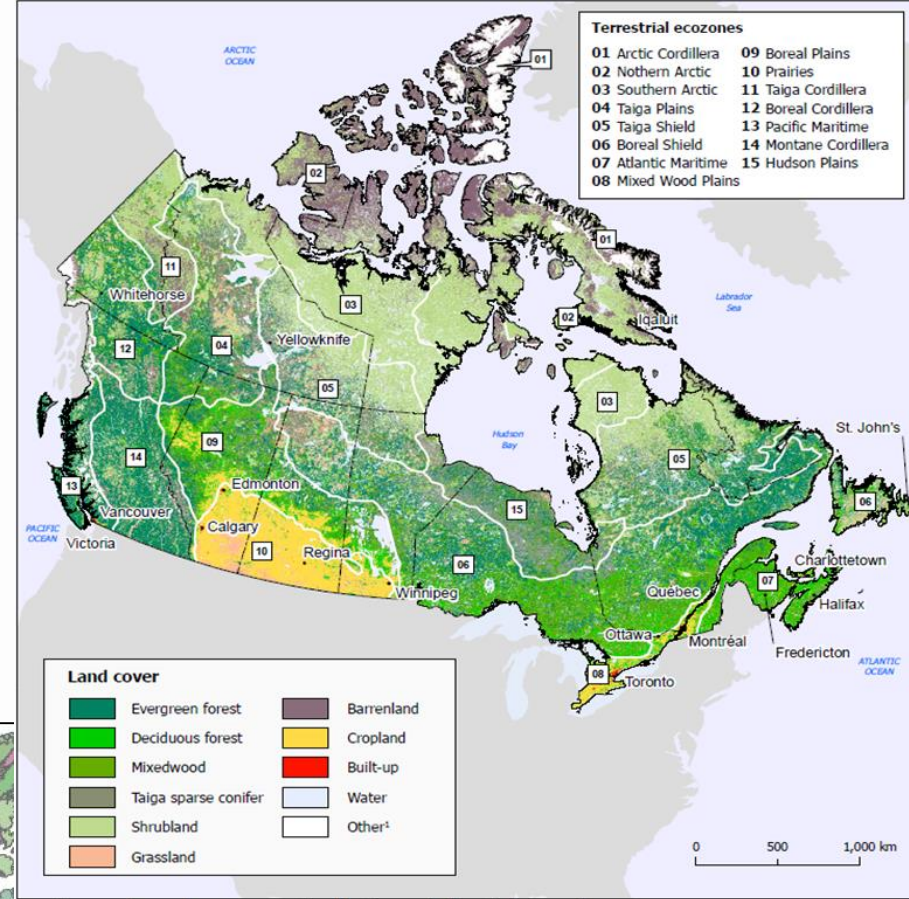 Terrestrial ecozones
01 Arctic Cordillera 09 Boreal Plains
02 Nothern Arctic 10 Prairies
03 Southern Arctic 11 Taiga Cordillera
04 Taiga Plains 12 Boreal Cordillera
05 Taiga Shield 13 Pacific Maritime
06 Boreal Shield 14 Montane Cordillera
07 Atlantic Maritime 15 Hudson Plains
08 Mixed Wood Plains
ARCTIC
OCEAN
01
02
01
11
Whitehorse
03
Labrador
Sea
02
Iqaluit
12
04
Yellowknife
05
03
St. John's
09
Hudson
Bay
05
14
13
Edmonton
15
06
Vancouver
PACIFIC
OCEAN
Victoria
Calgary
10
Regina
06
Winnipeg
Charlottetown
07
Québec
Halifax
Ottawa
Montréal
Fredericton
ATLANTIC
OCEAN
08
Toronto
Land cover
Evergreen forest Barrenland
Deciduous forest Cropland
Mixedwood Built-up
Taiga sparse conifer Water
Shrubland Other¹
Grassland
0 500 1,000 km